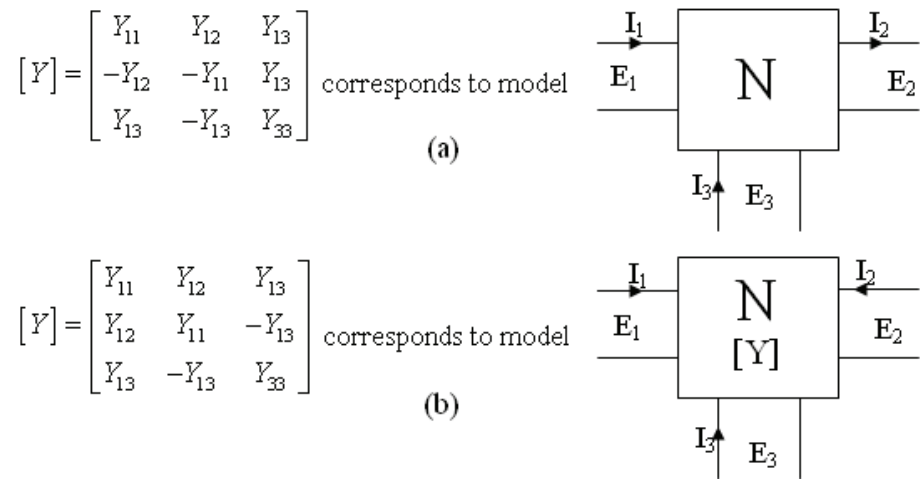 [Y] = [ Y₁₁ Y₁₂ Y₁₃
-Y₁₂ -Y₁₁ Y₁₃
Y₁₃ -Y₁₃ Y₃₃ ] corresponds to model
I₁ I₂
E₁ N E₂
I₃ E₃
(a)
[Y] = [ Y₁₁ Y₁₂ Y₁₃
Y₁₂ Y₁₁ -Y₁₃
Y₁₃ -Y₁₃ Y₃₃ ] corresponds to model
I₁ I₂
E₁ N E₂
[Y]
I₃ E₃
(b)